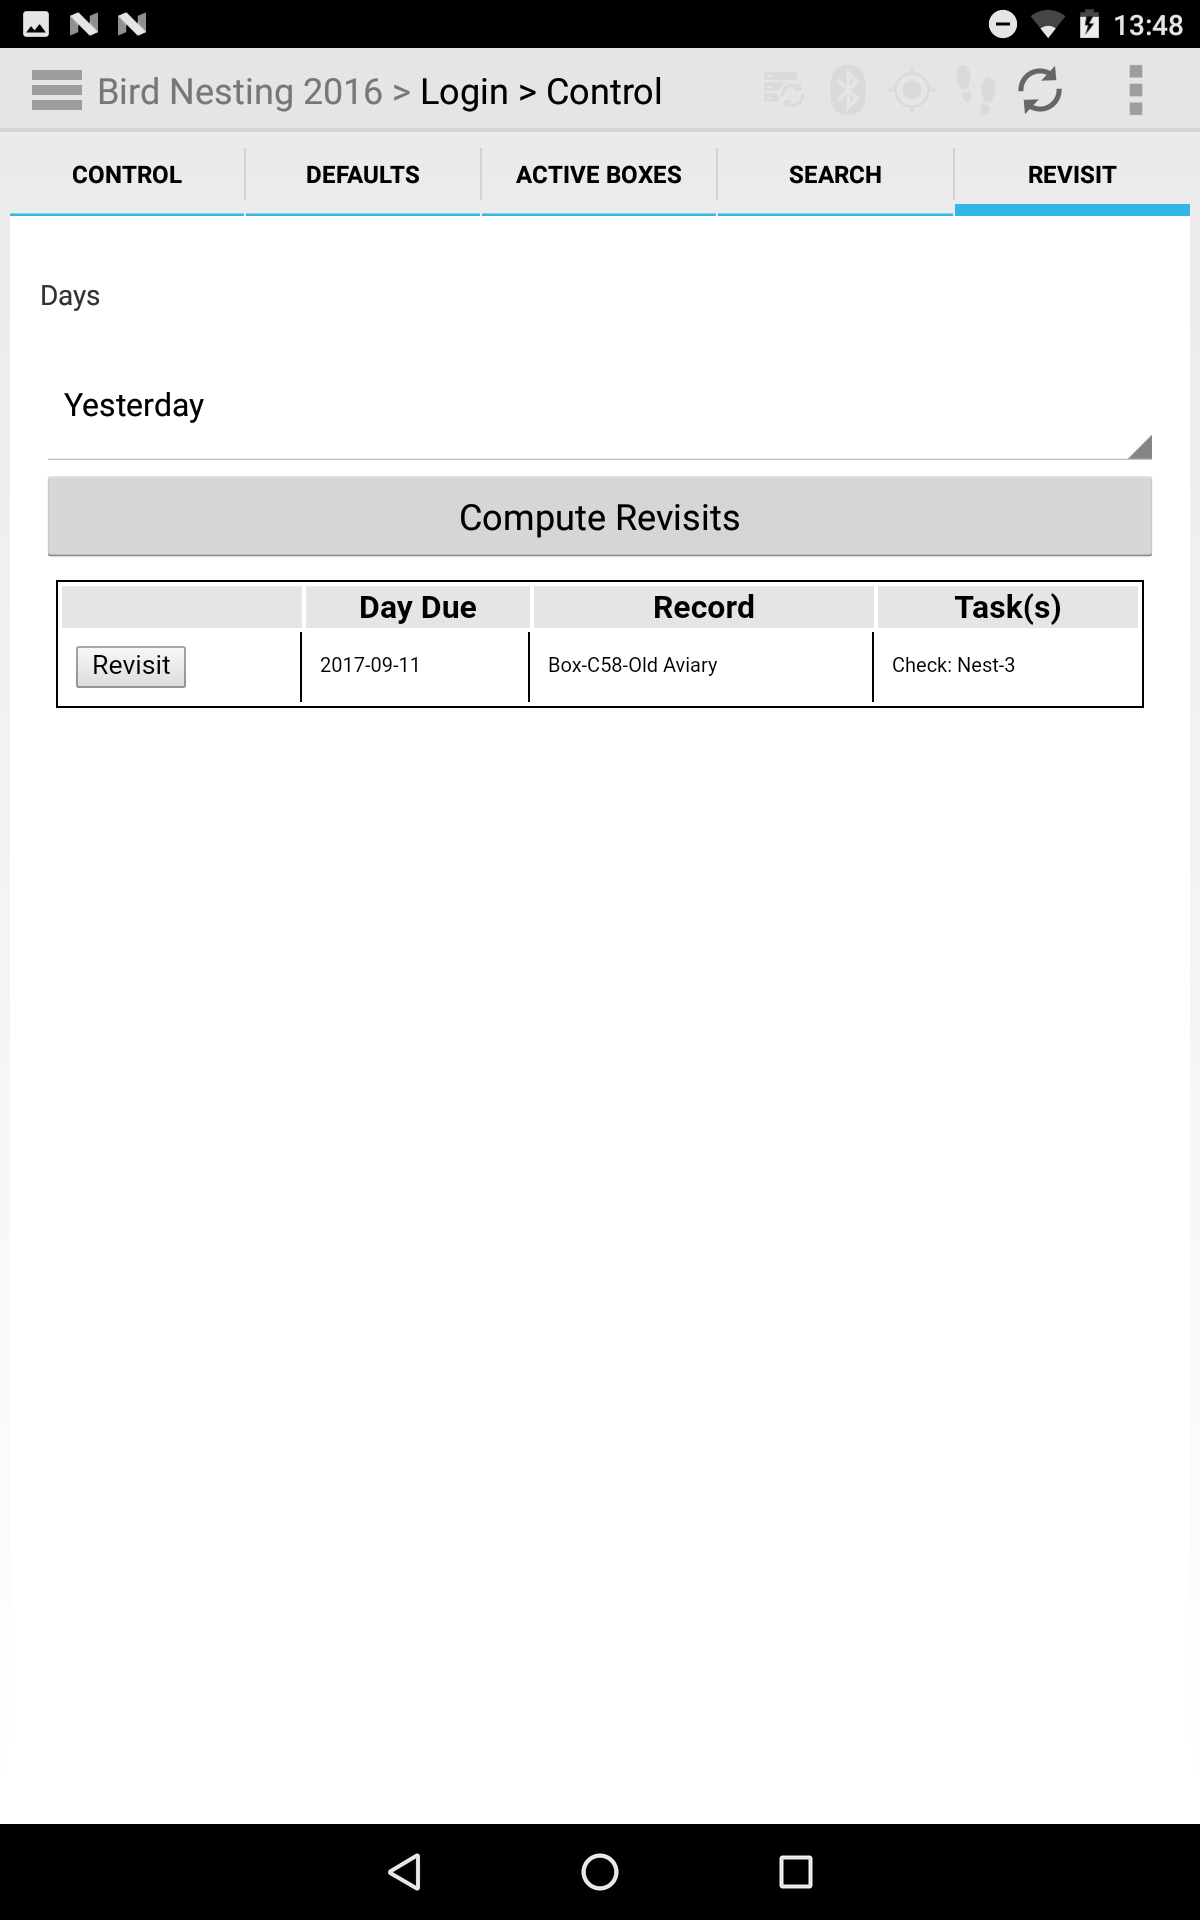 13:48
Bird Nesting 2016 > Login > Control
CONTROL DEFAULTS ACTIVE BOXES SEARCH REVISIT
Days
Yesterday
Compute Revisits
Day Due Record Task(s)
Revisit 2017-09-11 Box-C58-Old Aviary Check: Nest-3